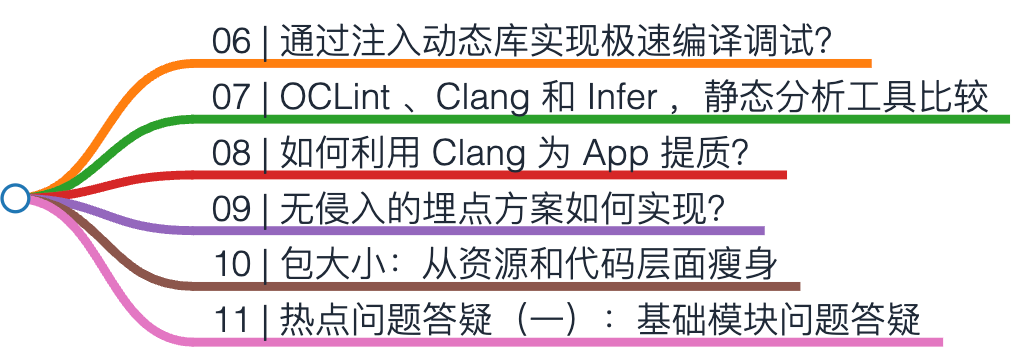 06 | 通过注入动态库实现极速编译调试？
07 | OCLint 、Clang 和 Infer ，静态分析工具比较
08 | 如何利用 Clang 为 App 提质？
09 | 无侵入的埋点方案如何实现？
10 | 包大小：从资源和代码层面瘦身
11 | 热点问题答疑（一）：基础模块问题答疑